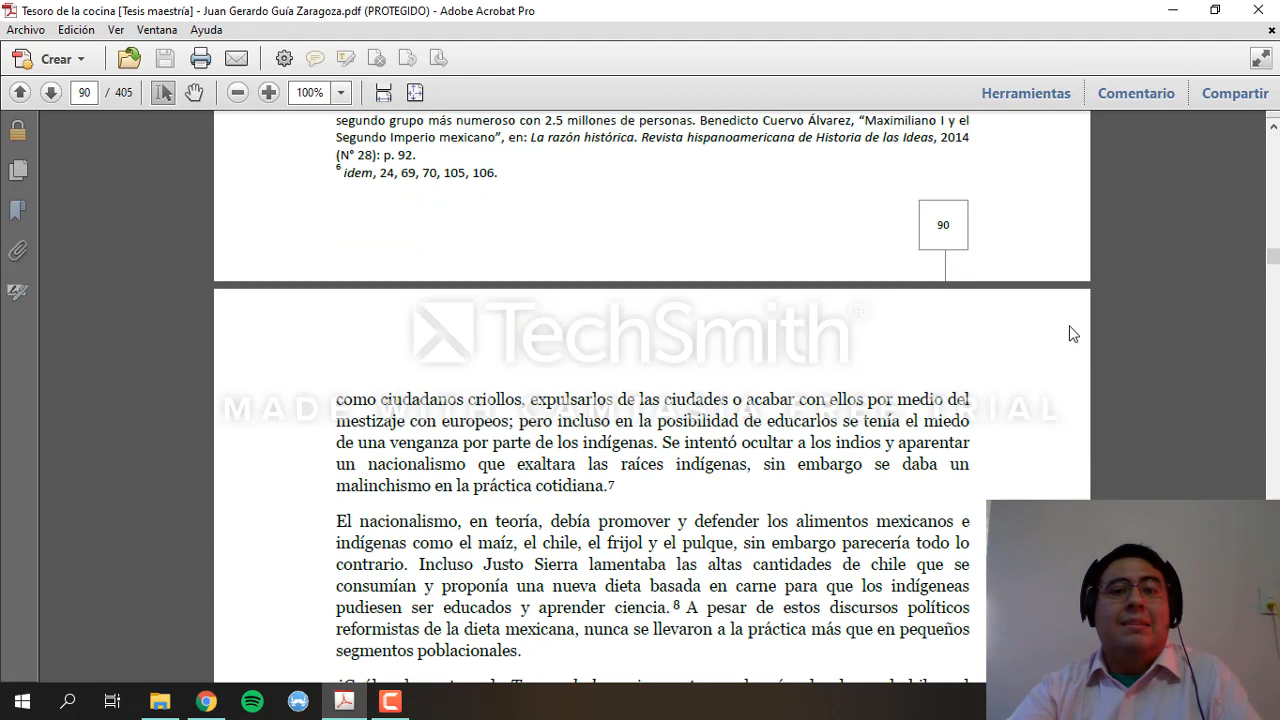 Tesoro de la cocina [Tesis maestría] - Juan Gerardo Guía Zaragoza.pdf (PROTEGIDO) - Adobe Acrobat Pro
Archivo Edición Ver Ventana Ayuda
Crear
90 / 405 100% Herramientas Comentario Compartir
segundo grupo más numeroso con 2.5 millones de personas. Benedicto Cuervo Álvarez, “Maximiliano I y el
Segundo Imperio mexicano”, en: La razón histórica. Revista hispanoamericana de Historia de las Ideas, 2014
(N° 28): p. 92.
6 idem, 24, 69, 70, 105, 106.
90
TechSmith®
como ciudadanos criollos, expulsarlos de las ciudades o acabar con ellos por medio del
MADE WITH CAMTASIA FREE TRIAL
mestizaje con europeos; pero incluso en la posibilidad de educarlos se tenía el miedo
de una venganza por parte de los indígenas. Se intentó ocultar a los indios y aparentar
un nacionalismo que exaltara las raíces indígenas, sin embargo se daba un
malinchismo en la práctica cotidiana.7
El nacionalismo, en teoría, debía promover y defender los alimentos mexicanos e
indígenas como el maíz, el chile, el frijol y el pulque, sin embargo parecería todo lo
contrario. Incluso Justo Sierra lamentaba las altas cantidades de chile que se
consumían y proponía una nueva dieta basada en carne para que los indígeneas
pudiesen ser educados y aprender ciencia. 8 A pesar de estos discursos políticos
reformistas de la dieta mexicana, nunca se llevaron a la práctica más que en pequeños
segmentos poblacionales.